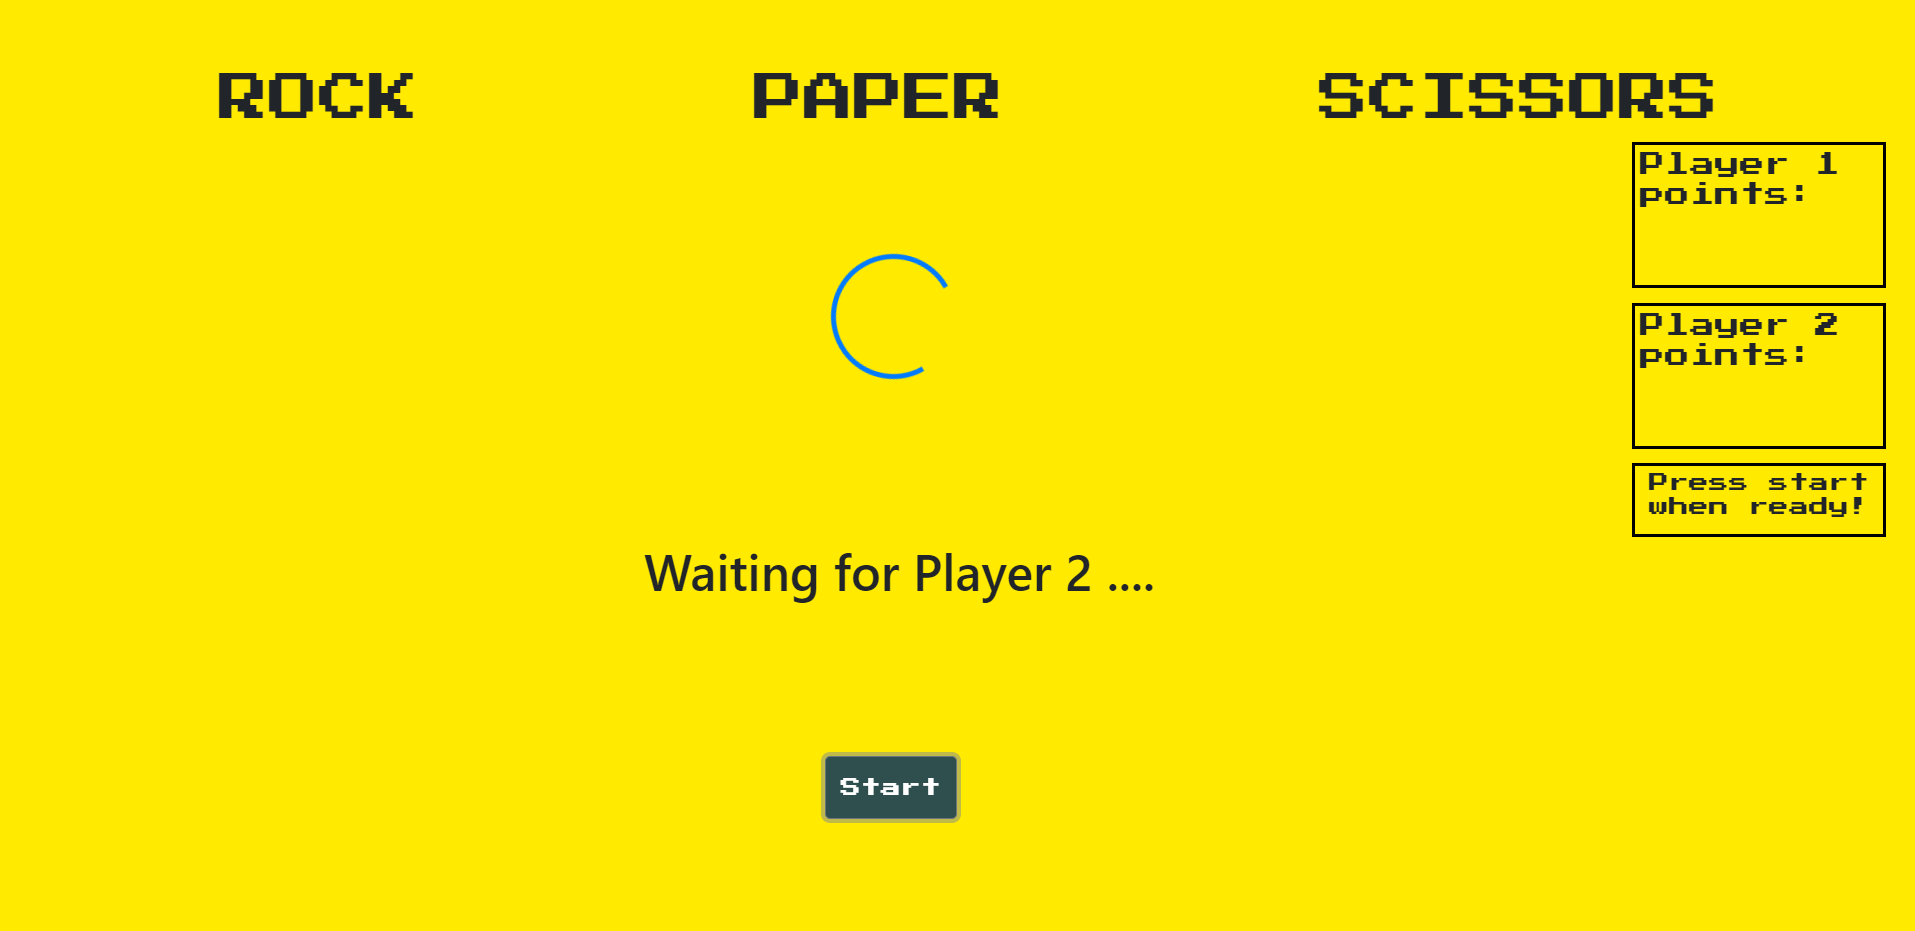 ROCK PAPER SCISSORS
Player 1
points:
Player 2
points:
Press start
when ready!
Waiting for Player 2 ....
Start